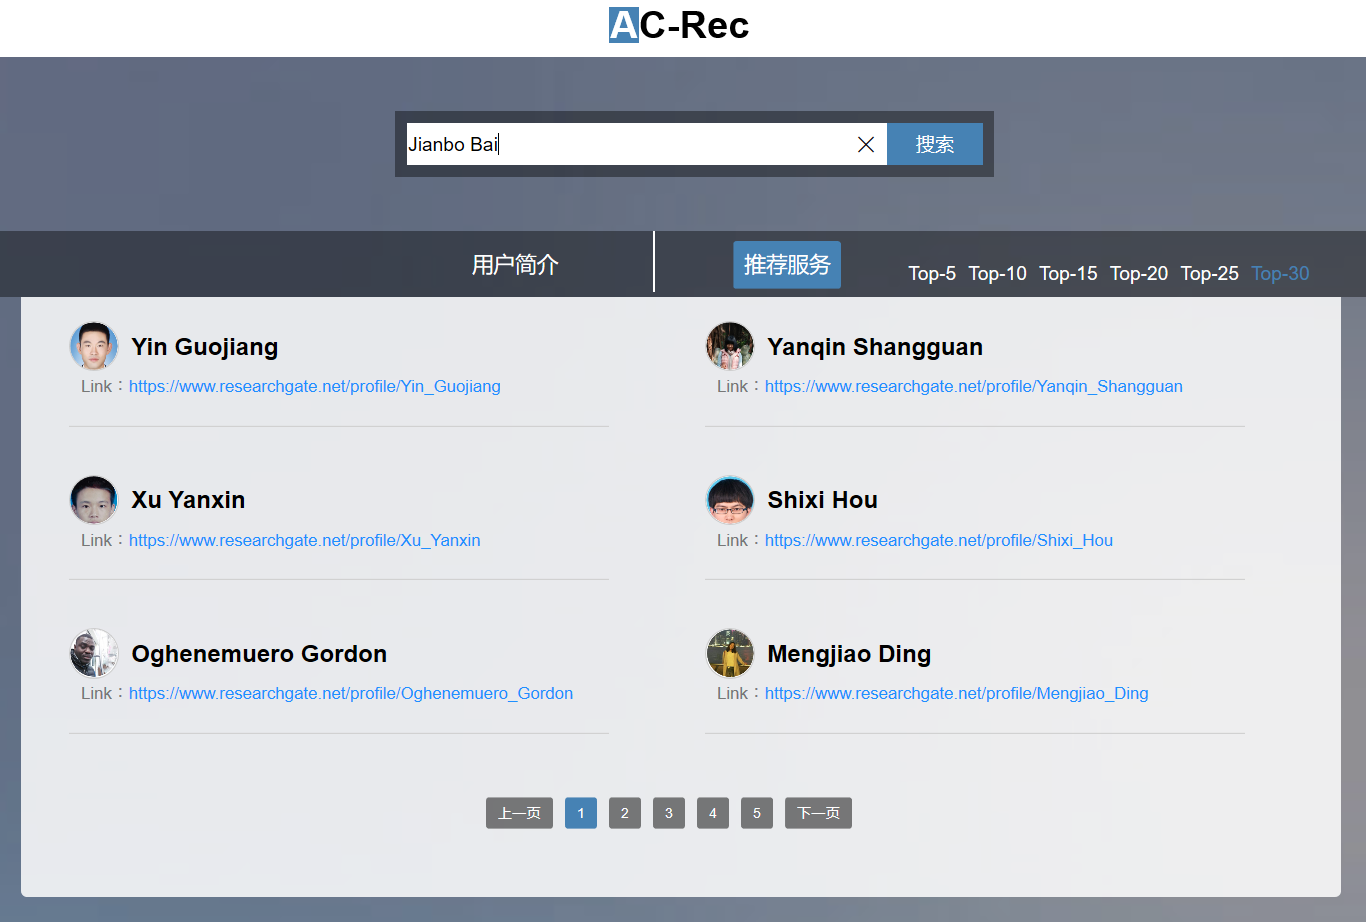 AC-Rec
Jianbo Bai
搜索
用户简介
推荐服务
Top-5 Top-10 Top-15 Top-20 Top-25 Top-30
Yin Guojiang
Link：https://www.researchgate.net/profile/Yin_Guojiang
Yanqin Shangguan
Link：https://www.researchgate.net/profile/Yanqin_Shangguan
Xu Yanxin
Link：https://www.researchgate.net/profile/Xu_Yanxin
Shixi Hou
Link：https://www.researchgate.net/profile/Shixi_Hou
Oghenemuero Gordon
Link：https://www.researchgate.net/profile/Oghenemuero_Gordon
Mengjiao Ding
Link：https://www.researchgate.net/profile/Mengjiao_Ding
上一页 1 2 3 4 5 下一页